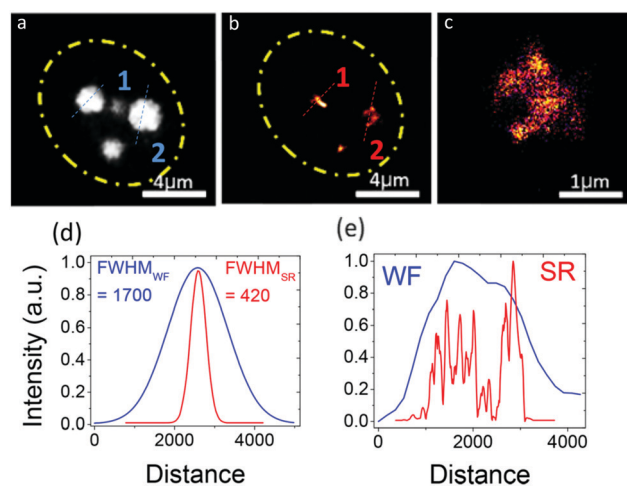 a
1
2
4μm
b
1
2
4μm
c
1μm
(d)
FWHM_WF = 1700
FWHM_SR = 420
1.0
0.8
0.6
0.4
0.2
0.0
0 2000 4000
Intensity (a.u.)
Distance
(e)
WF
SR
1.0
0.8
0.6
0.4
0.2
0.0
0 2000 4000
Distance